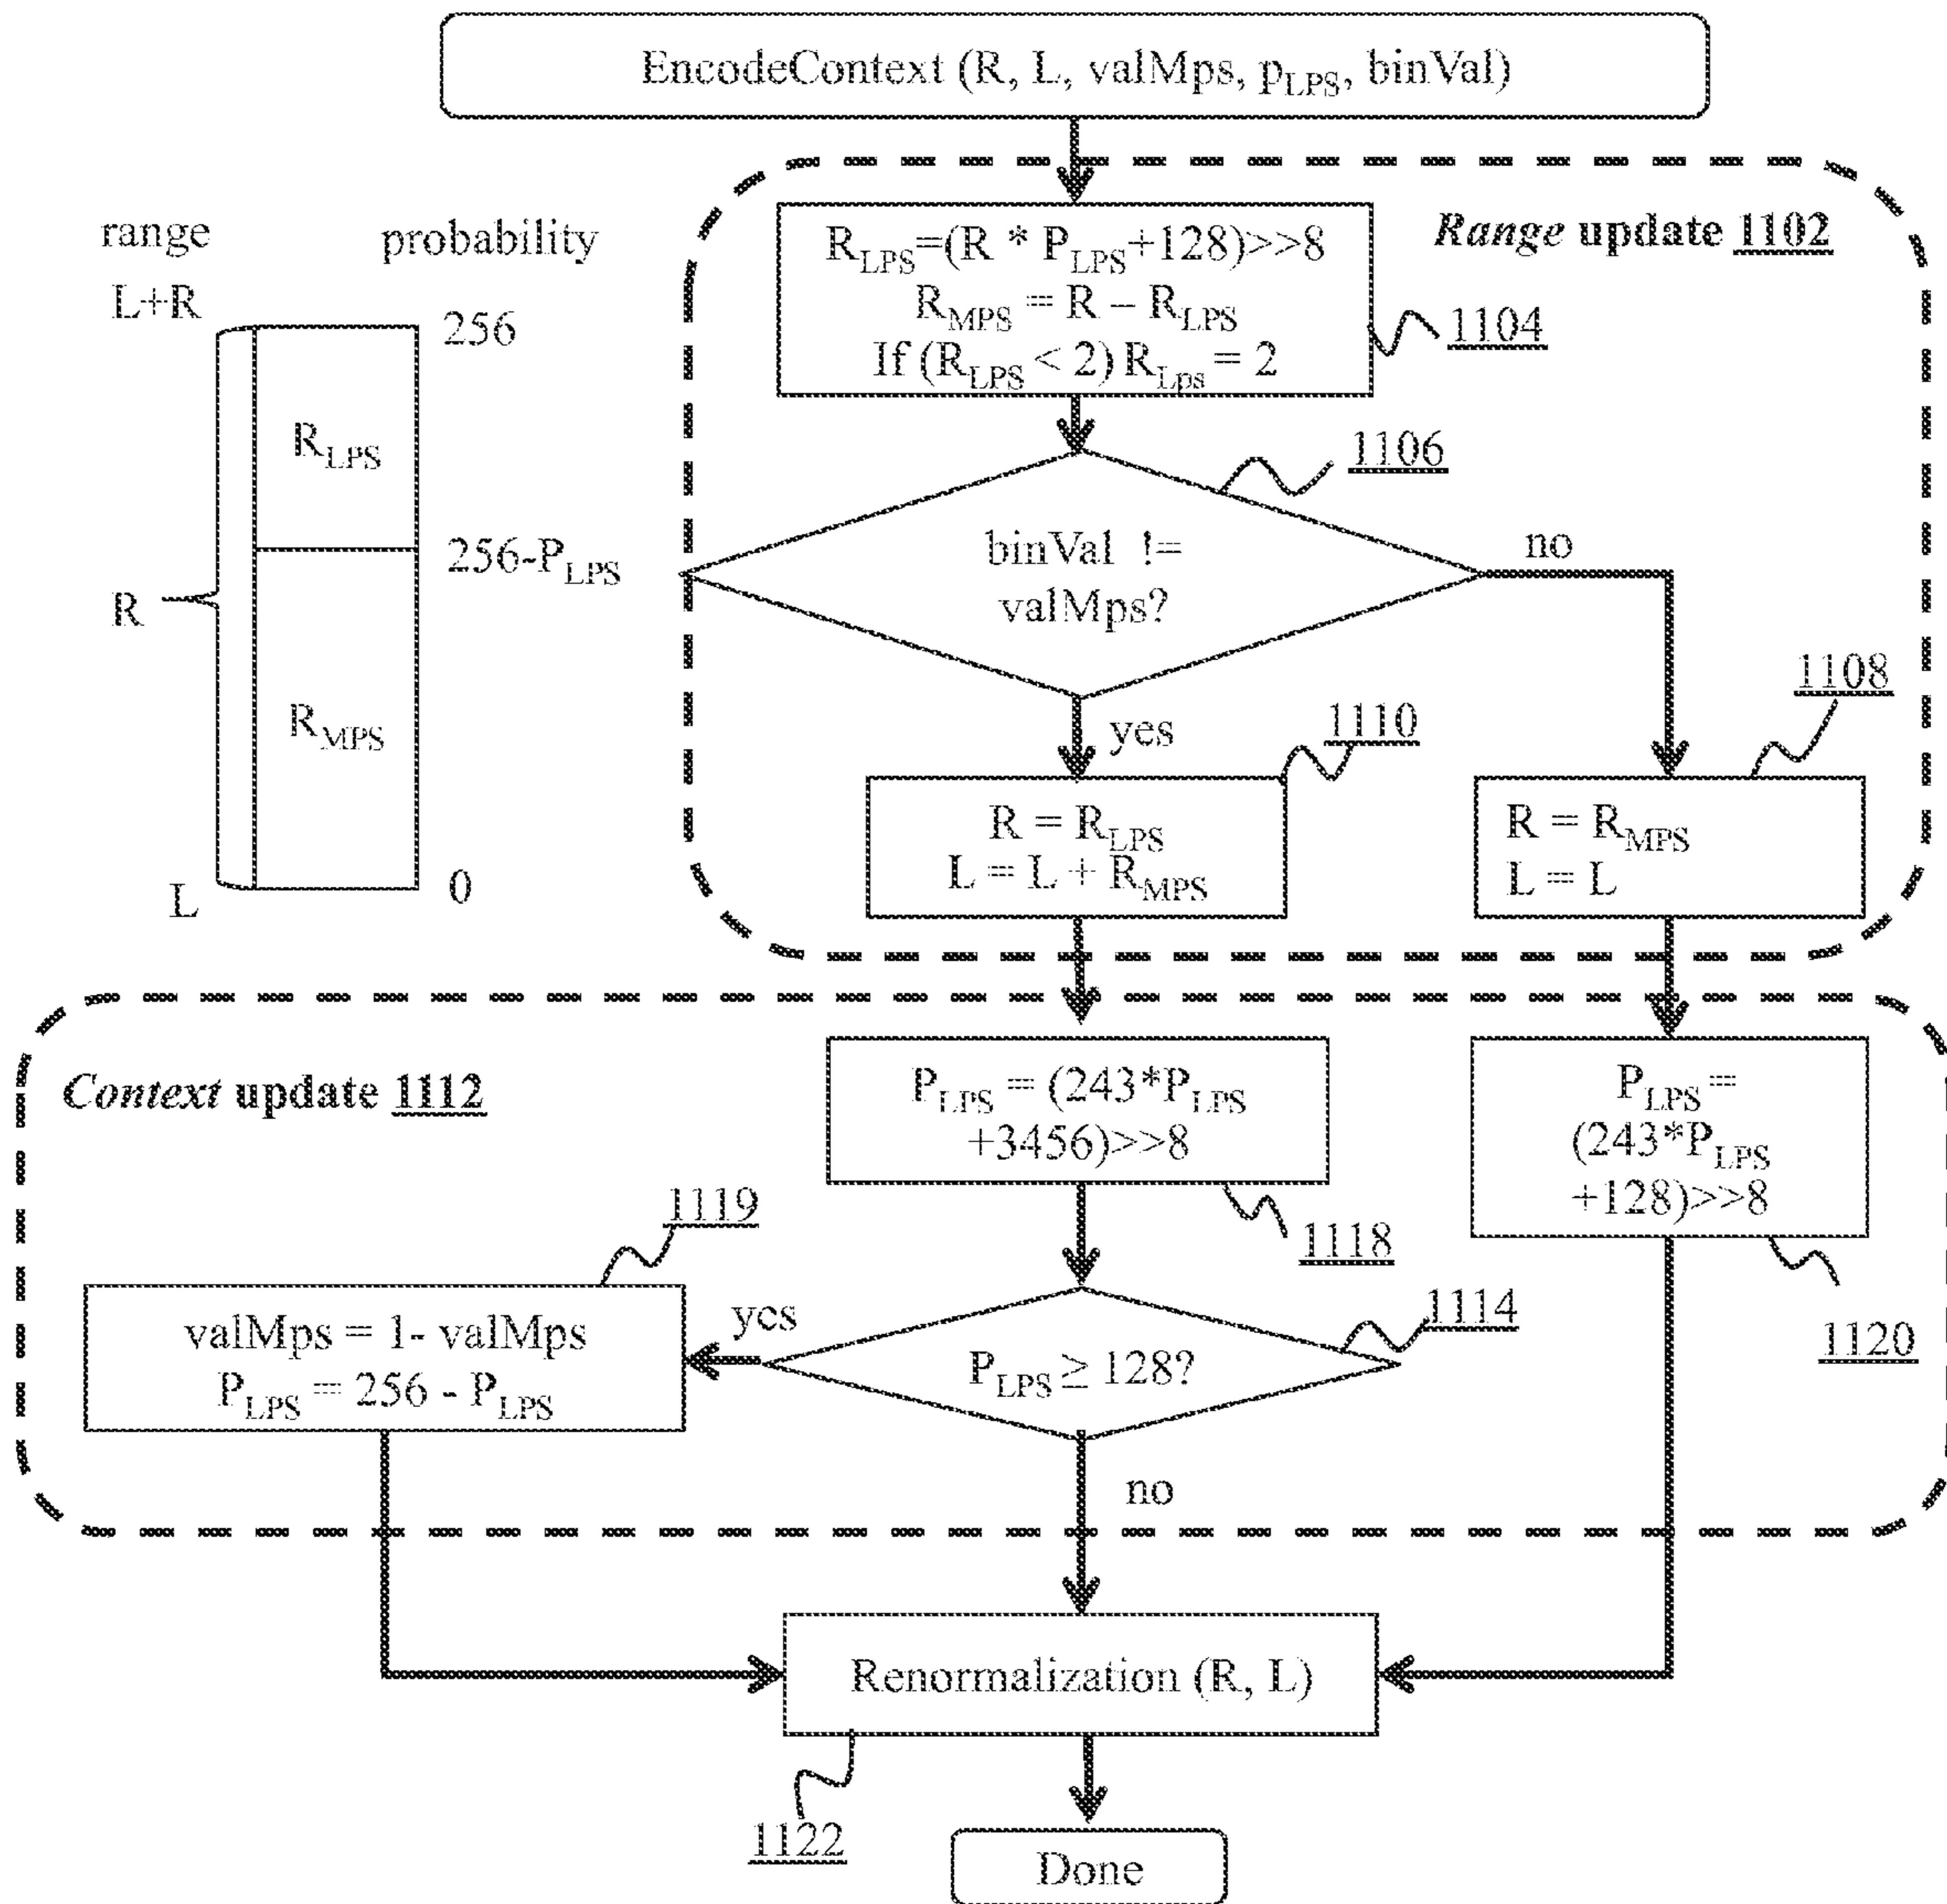 EncodeContext (R, L, valMps, pLPS, binVal)
range
probability
L+R
256
RLPS
256-PLPS
R
RMPS
L
0
Range update 1102
RLPS=(R * PLPS+128)>>8
RMPS = R – RLPS
If (RLPS < 2) RLps = 2
1104
1106
binVal !=
valMps?
no
yes
1110
1108
R = RLPS
L = L + RMPS
R = RMPS
L = L
Context update 1112
PLPS = (243*PLPS
+3456)>>8
1118
PLPS =
(243*PLPS
+128)>>8
1120
1119
valMps = 1- valMps
PLPS = 256 - PLPS
yes
1114
PLPS ≥ 128?
no
Renormalization (R, L)
1122
Done